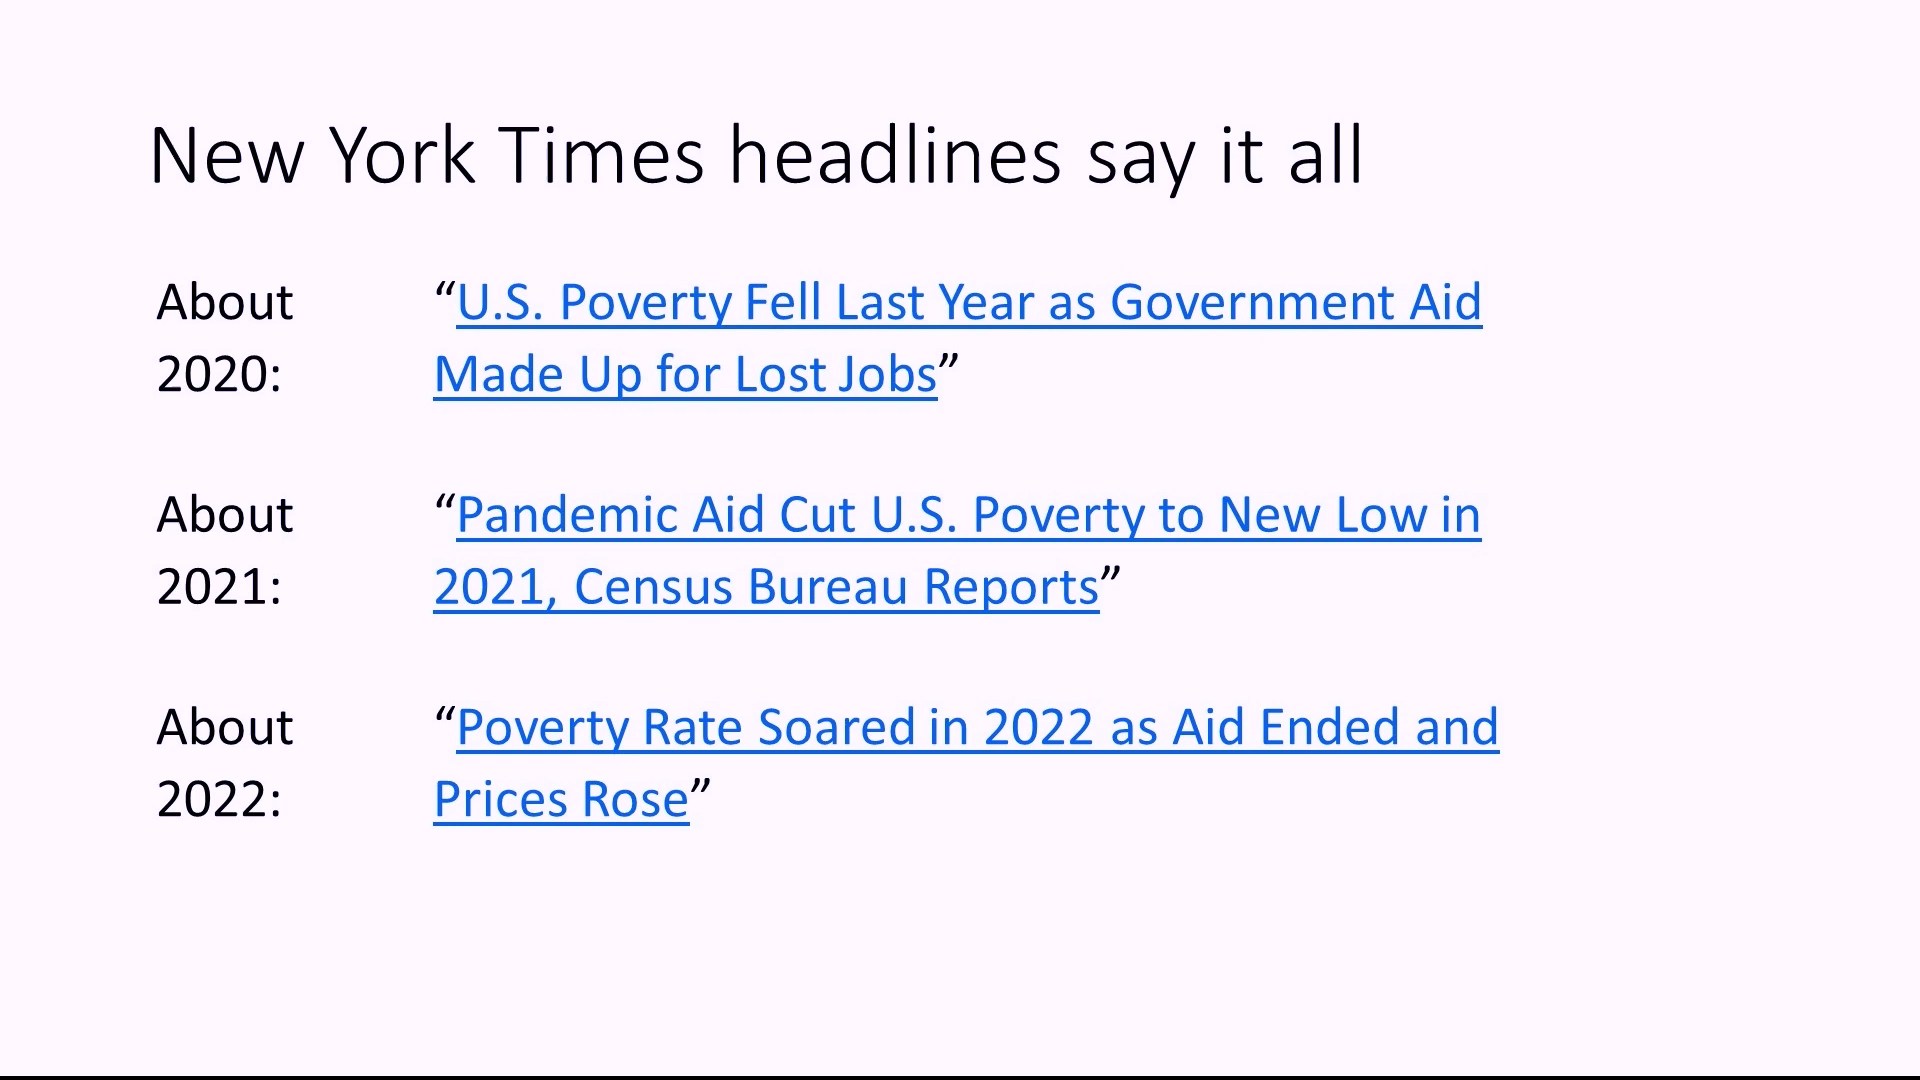 New York Times headlines say it all
About 2020:
“U.S. Poverty Fell Last Year as Government Aid
Made Up for Lost Jobs”
About 2021:
“Pandemic Aid Cut U.S. Poverty to New Low in
2021, Census Bureau Reports”
About 2022:
“Poverty Rate Soared in 2022 as Aid Ended and
Prices Rose”